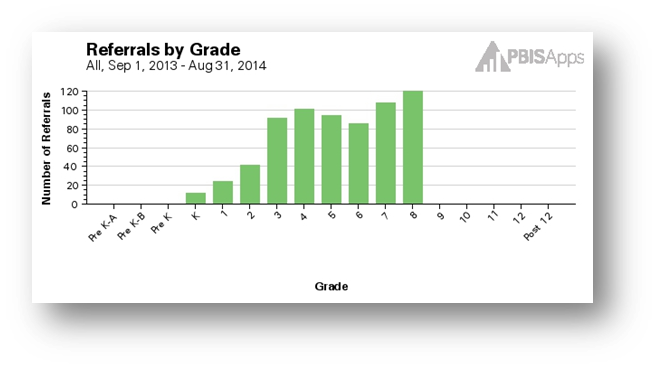 Referrals by Grade
All, Sep 1, 2013 - Aug 31, 2014
PBISApps
Number of Referrals
120
100
80
60
40
20
0
Pre K-A
Pre K-B
Pre K
K
1
2
3
4
5
6
7
8
9
10
11
12
Post 12
Grade